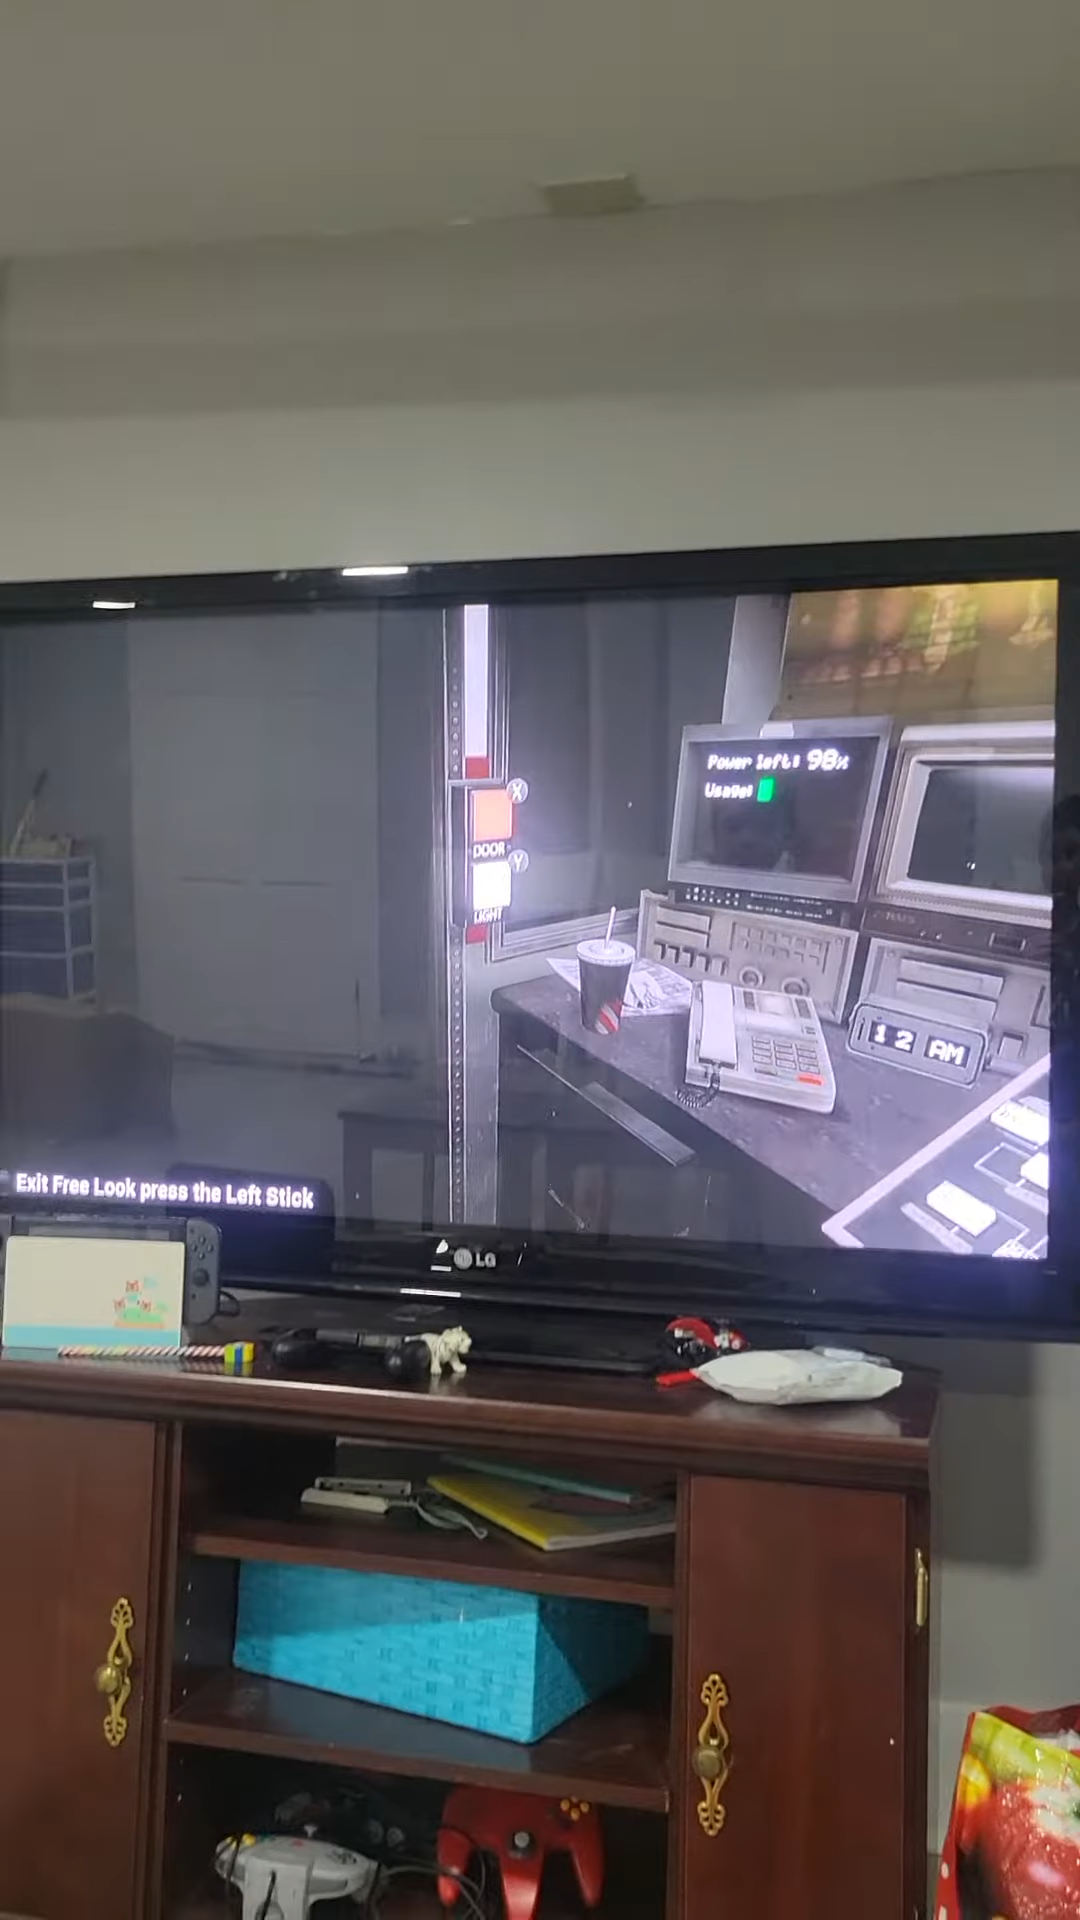 Power left: 98%
Usage:
X
DOOR
Y
LIGHT
12 AM
Exit Free Look press the Left Stick
LG